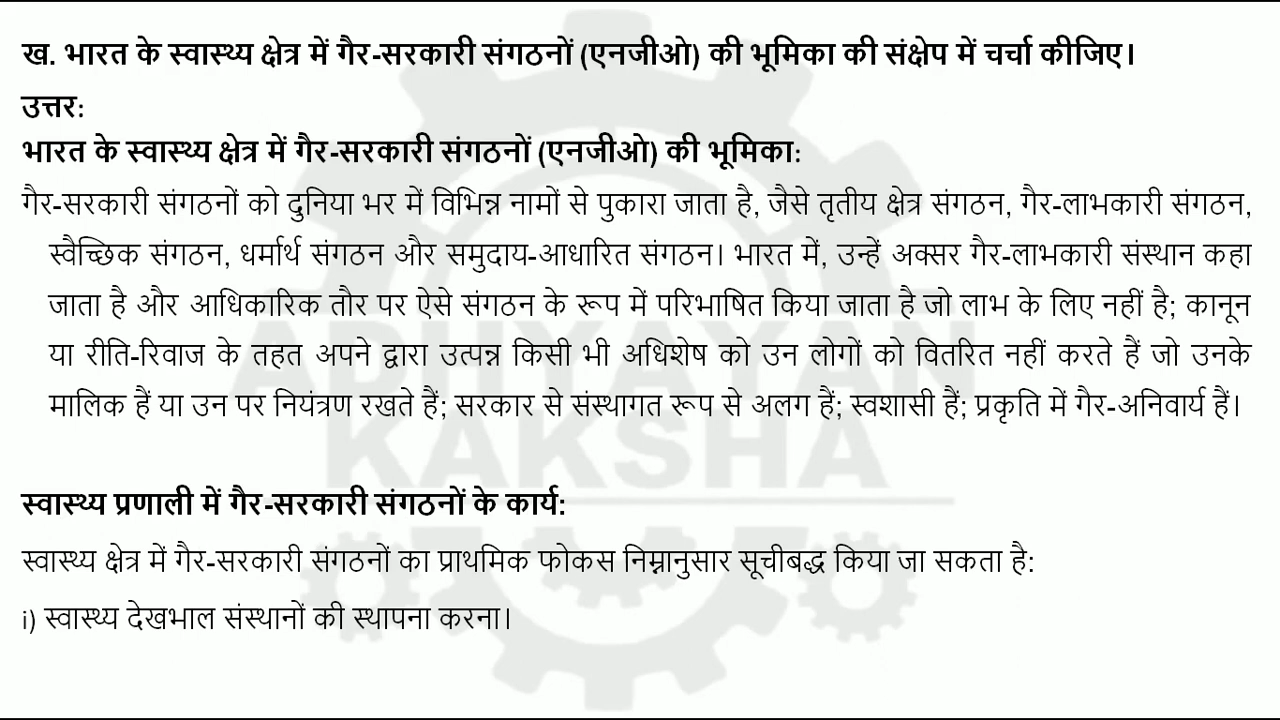 ख. भारत के स्वास्थ्य क्षेत्र में गैर-सरकारी संगठनों (एनजीओ) की भूमिका की संक्षेप में चर्चा कीजिए।
उत्तर:
भारत के स्वास्थ्य क्षेत्र में गैर-सरकारी संगठनों (एनजीओ) की भूमिका:
गैर-सरकारी संगठनों को दुनिया भर में विभिन्न नामों से पुकारा जाता है, जैसे तृतीय क्षेत्र संगठन, गैर-लाभकारी संगठन,
स्वैच्छिक संगठन, धर्मार्थ संगठन और समुदाय-आधारित संगठन। भारत में, उन्हें अक्सर गैर-लाभकारी संस्थान कहा
जाता है और आधिकारिक तौर पर ऐसे संगठन के रूप में परिभाषित किया जाता है जो लाभ के लिए नहीं है; कानून
या रीति-रिवाज के तहत अपने द्वारा उत्पन्न किसी भी अधिशेष को उन लोगों को वितरित नहीं करते हैं जो उनके
मालिक हैं या उन पर नियंत्रण रखते हैं; सरकार से संस्थागत रूप से अलग हैं; स्वशासी हैं; प्रकृति में गैर-अनिवार्य हैं।
ADHYAYAN
KAKSHA
स्वास्थ्य प्रणाली में गैर-सरकारी संगठनों के कार्य:
स्वास्थ्य क्षेत्र में गैर-सरकारी संगठनों का प्राथमिक फोकस निम्नानुसार सूचीबद्ध किया जा सकता है:
i) स्वास्थ्य देखभाल संस्थानों की स्थापना करना।